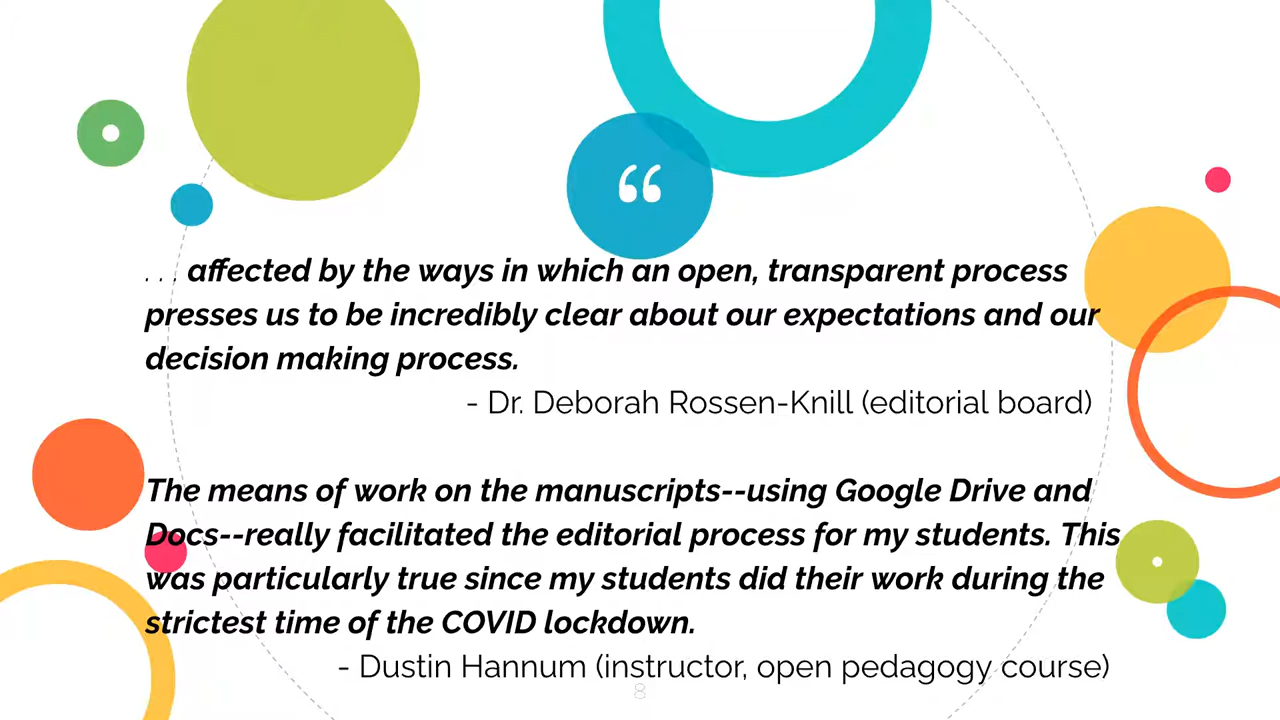 “
. . . affected by the ways in which an open, transparent process
presses us to be incredibly clear about our expectations and our
decision making process.
- Dr. Deborah Rossen-Knill (editorial board)
The means of work on the manuscripts--using Google Drive and
Docs--really facilitated the editorial process for my students. This
was particularly true since my students did their work during the
strictest time of the COVID lockdown.
- Dustin Hannum (instructor, open pedagogy course)
8